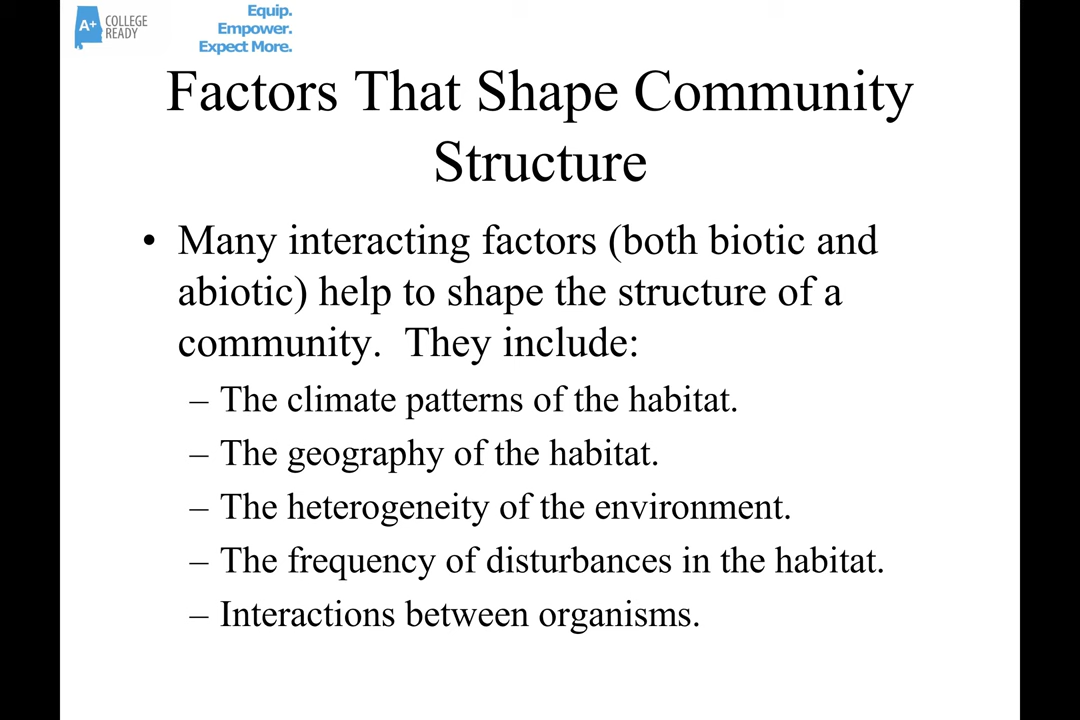 A+ COLLEGE
READY
Equip.
Empower.
Expect More.
Factors That Shape Community
Structure
• Many interacting factors (both biotic and
abiotic) help to shape the structure of a
community.  They include:
– The climate patterns of the habitat.
– The geography of the habitat.
– The heterogeneity of the environment.
– The frequency of disturbances in the habitat.
– Interactions between organisms.